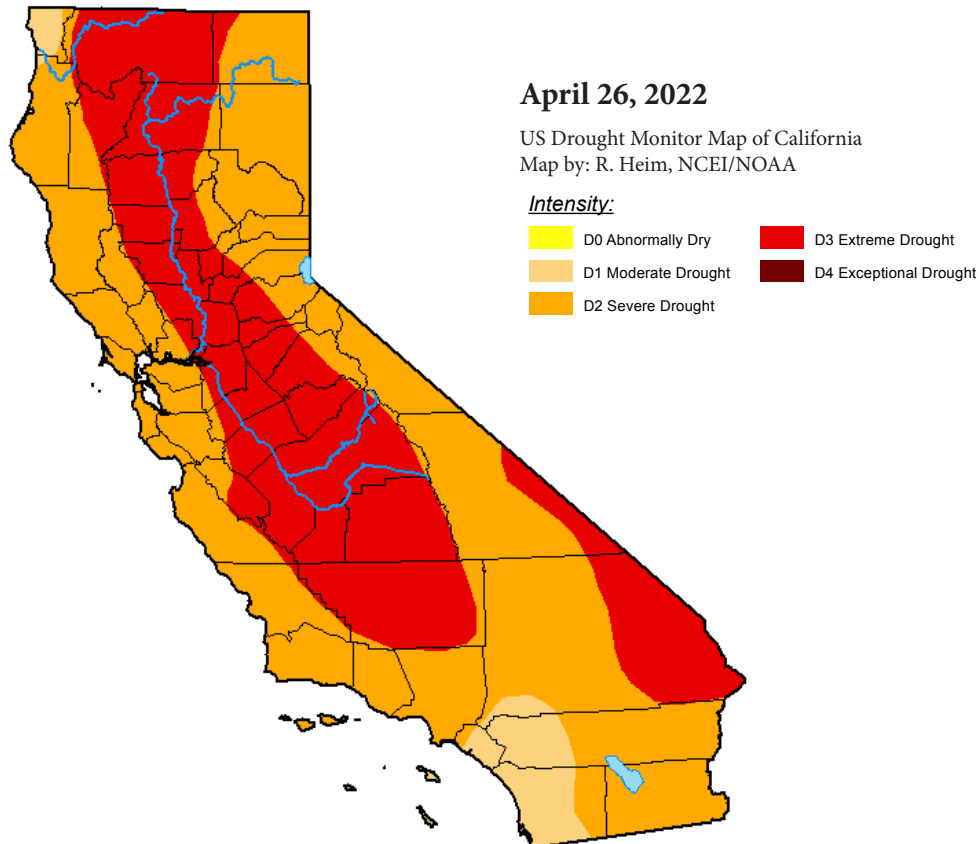 April 26, 2022
US Drought Monitor Map of California
Map by: R. Heim, NCEI/NOAA
Intensity:
D0 Abnormally Dry
D1 Moderate Drought
D2 Severe Drought
D3 Extreme Drought
D4 Exceptional Drought